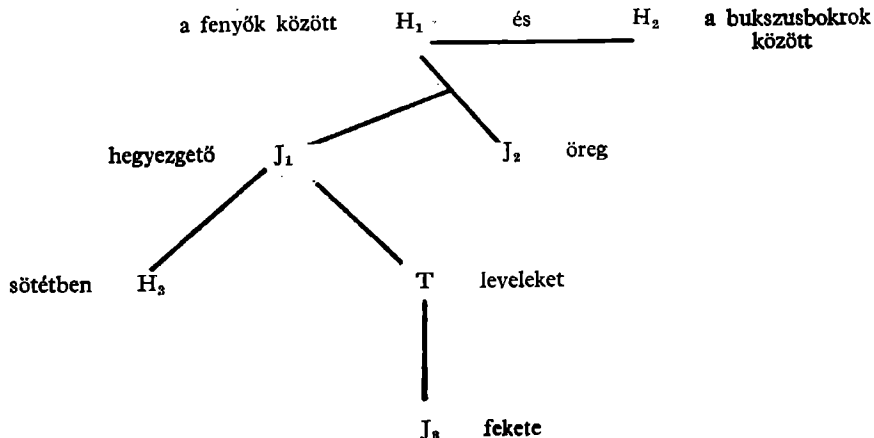 a fenyők között H₁ és H₂ a bukszusbokrok
között
hegyezgető J₁ J₂ öreg
sötétben H₃ T leveleket
J₃ fekete